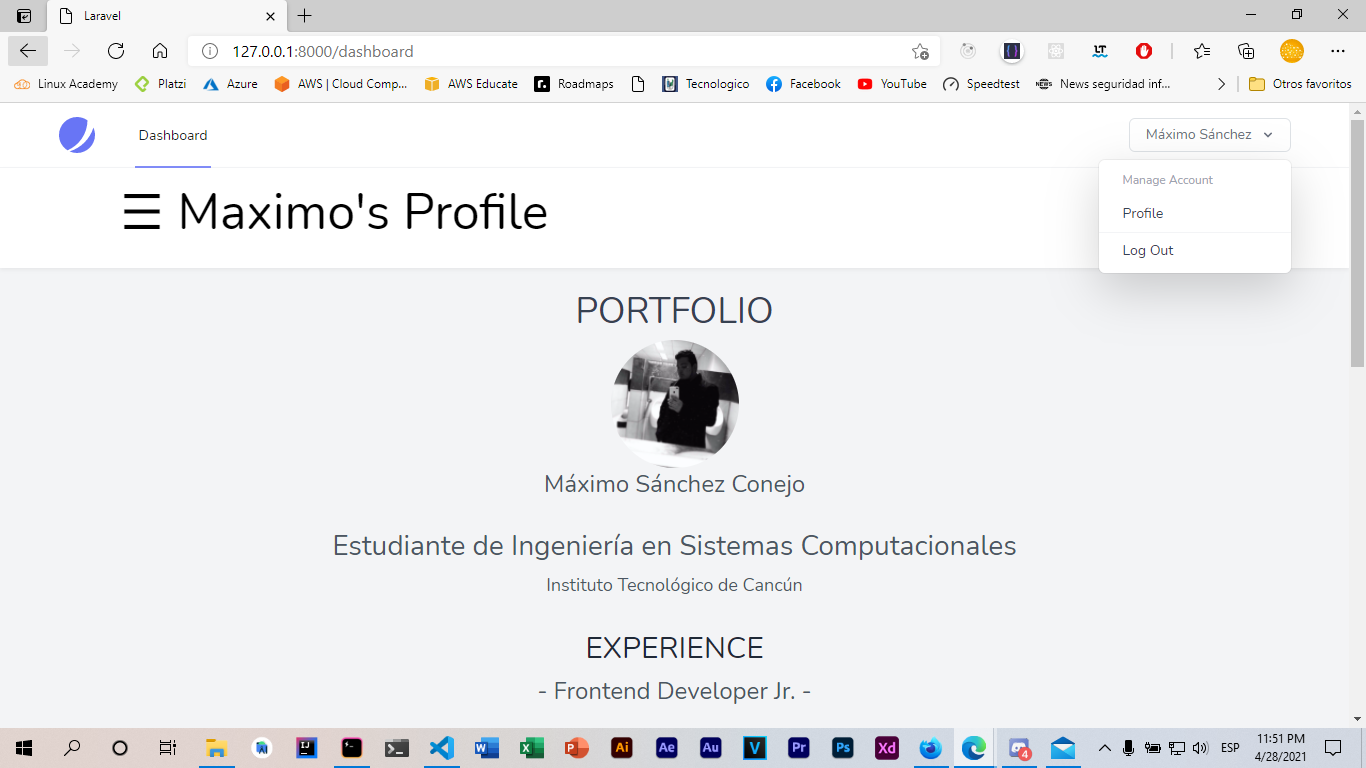 Laravel
127.0.0.1:8000/dashboard
Linux Academy
Platzi
Azure
AWS | Cloud Comp...
AWS Educate
Roadmaps
Tecnologico
Facebook
YouTube
Speedtest
News seguridad inf...
Otros favoritos
Dashboard
Máximo Sánchez
Manage Account
Profile
Log Out
☰ Maximo's Profile
PORTFOLIO
Máximo Sánchez Conejo
Estudiante de Ingeniería en Sistemas Computacionales
Instituto Tecnológico de Cancún
EXPERIENCE
- Frontend Developer Jr. -
ESP
11:51 PM
4/28/2021
LT
IJ
W
X
P
Ai
Ae
Au
V
Pr
Ps
Xd
4